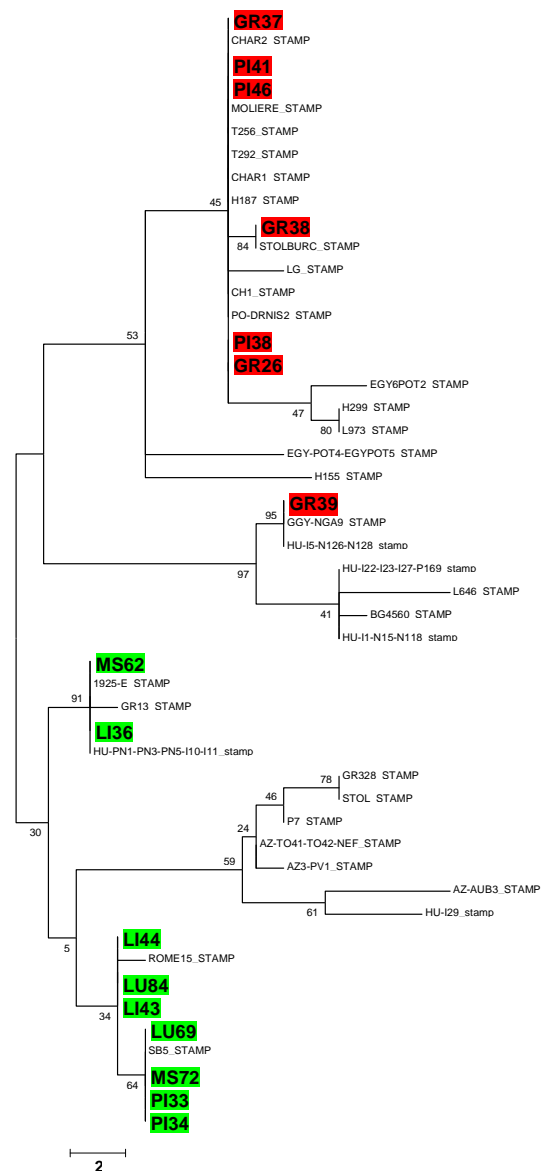 GR37
CHAR2 STAMP
PI41
PI46
MOLIERE_STAMP
T256_STAMP
T292_STAMP
CHAR1 STAMP
45
H187 STAMP
GR38
84
STOLBURC_STAMP
LG_STAMP
CH1_STAMP
PO-DRNIS2 STAMP
53
PI38
GR26
EGY6POT2 STAMP
47
H299 STAMP
80
L973 STAMP
EGY-POT4-EGYPOT5 STAMP
H155 STAMP
GR39
95
GGY-NGA9 STAMP
HU-I5-N126-N128 stamp
97
HU-I22-I23-I27-P169 stamp
L646 STAMP
41
BG4560 STAMP
HU-I1-N15-N118 stamp
MS62
1925-E STAMP
91
GR13 STAMP
LI36
HU-PN1-PN3-PN5-I10-I11_stamp
30
78
GR328 STAMP
STOL STAMP
46
P7 STAMP
24
AZ-TO41-TO42-NEF_STAMP
59
AZ3-PV1_STAMP
AZ-AUB3_STAMP
61
HU-I29_stamp
5
LI44
ROME15_STAMP
LU84
LI43
34
LU69
SB5_STAMP
64
MS72
PI33
PI34
2